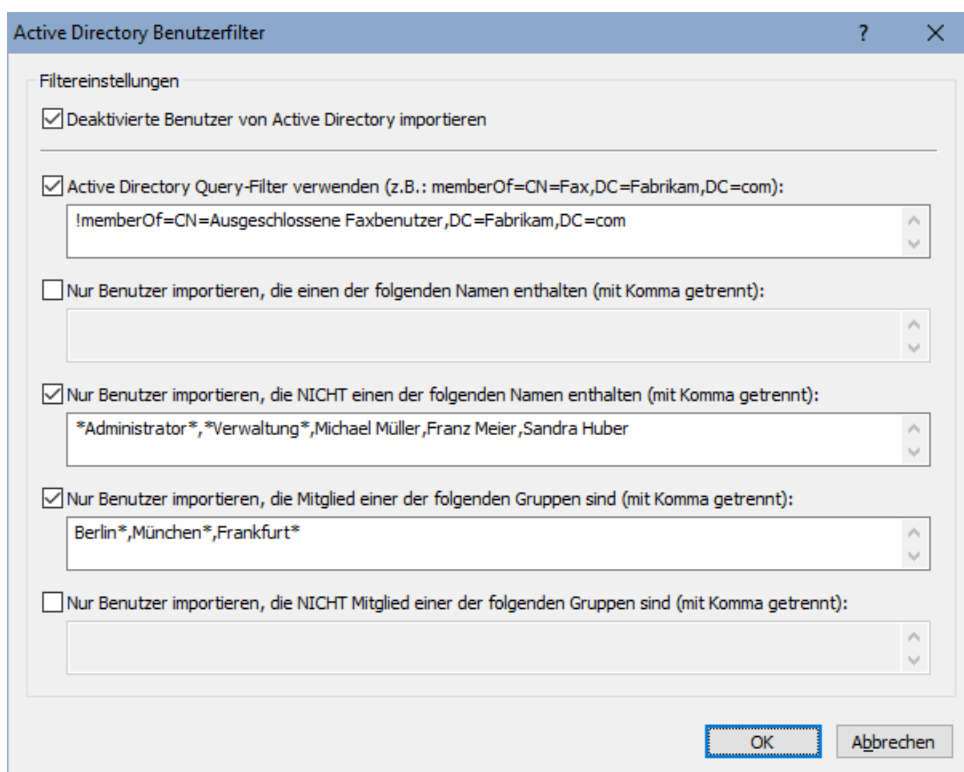 Active Directory Benutzerfilter
Filtereinstellungen
Deaktivierte Benutzer von Active Directory importieren
Active Directory Query-Filter verwenden (z.B.: memberOf=CN=Fax,DC=Fabrikam,DC=com):
!memberOf=CN=Ausgeschlossene Faxbenutzer,DC=Fabrikam,DC=com
Nur Benutzer importieren, die einen der folgenden Namen enthalten (mit Komma getrennt):
Nur Benutzer importieren, die NICHT einen der folgenden Namen enthalten (mit Komma getrennt):
*Administrator*,*Verwaltung*,Michael Müller,Franz Meier,Sandra Huber
Nur Benutzer importieren, die Mitglied einer der folgenden Gruppen sind (mit Komma getrennt):
Berlin*,München*,Frankfurt*
Nur Benutzer importieren, die NICHT Mitglied einer der folgenden Gruppen sind (mit Komma getrennt):
OK Abbrechen